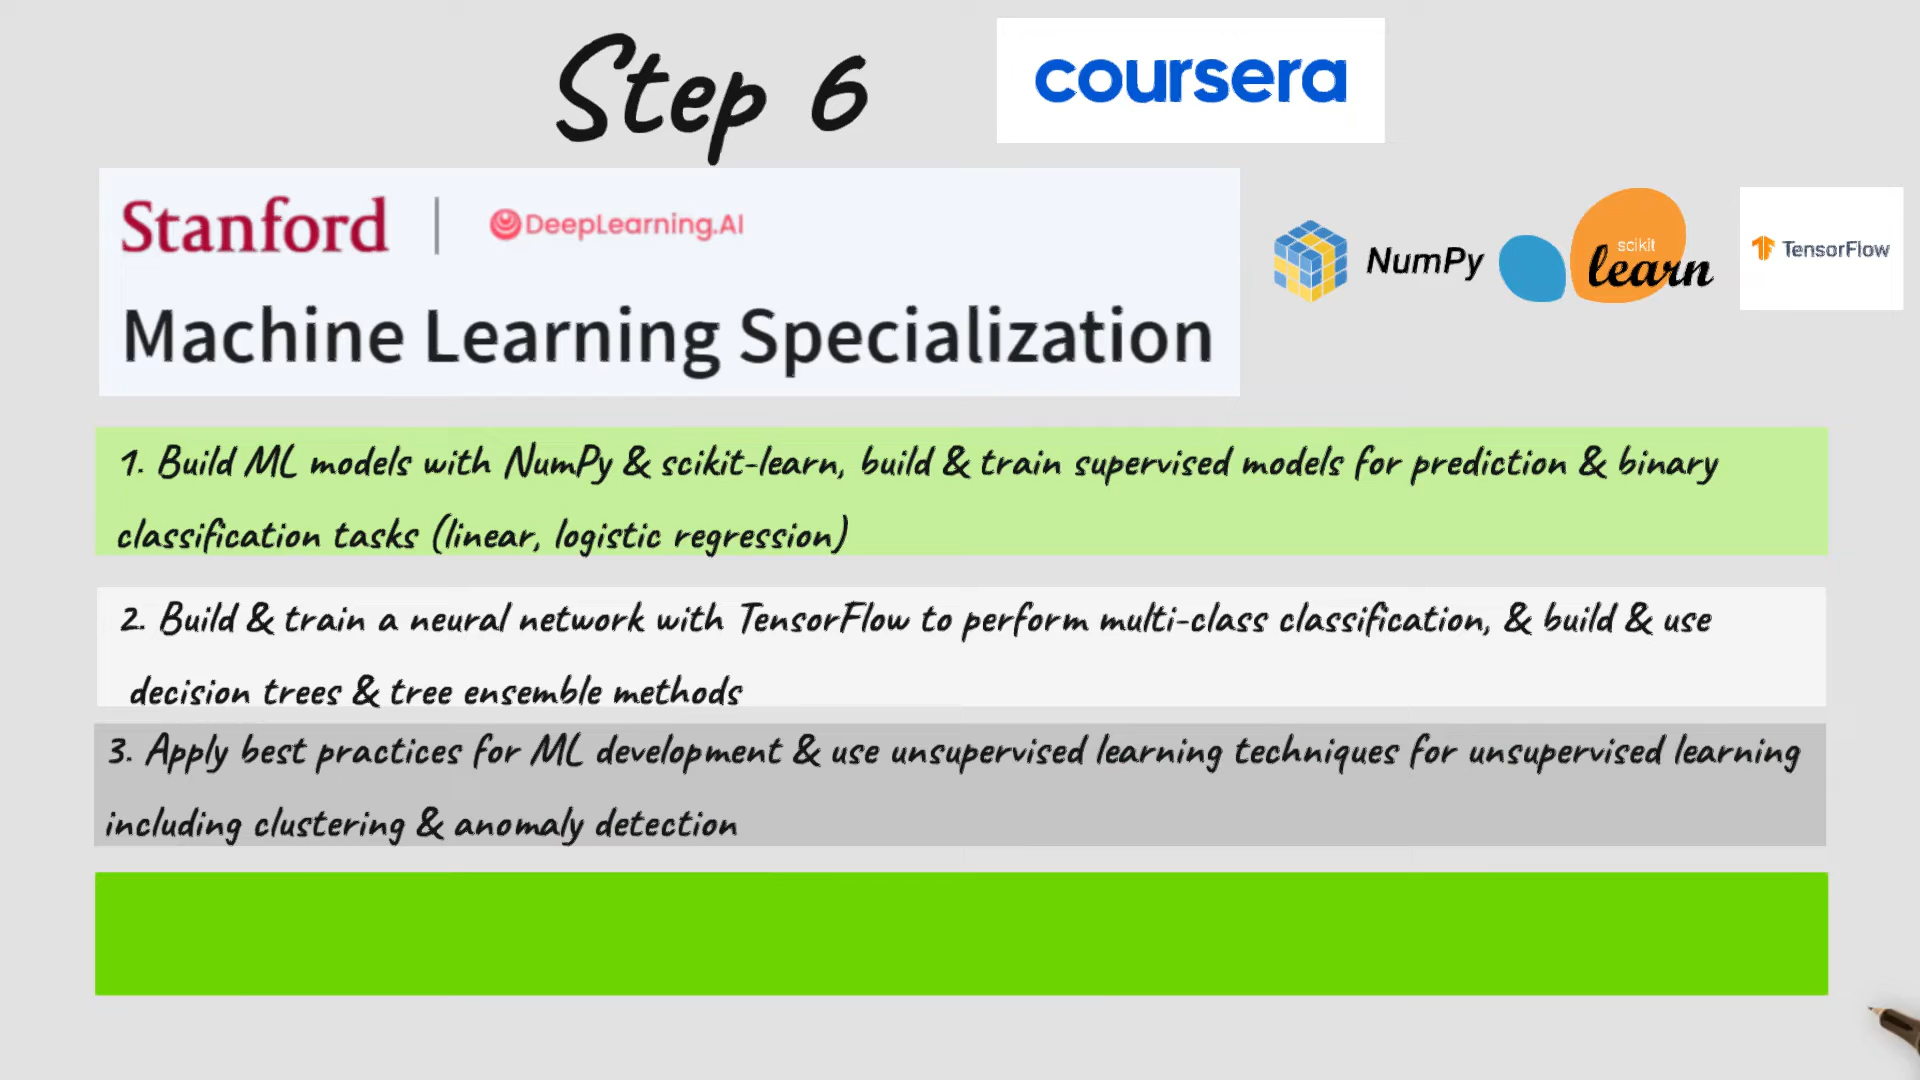 Step 6
coursera
Stanford | DeepLearning.AI
Machine Learning Specialization
NumPy
scikit
learn
TensorFlow
1. Build ML models with NumPy & scikit-learn, build & train supervised models for prediction & binary
classification tasks (linear, logistic regression)
2. Build & train a neural network with TensorFlow to perform multi-class classification, & build & use
decision trees & tree ensemble methods
3. Apply best practices for ML development & use unsupervised learning techniques for unsupervised learning
including clustering & anomaly detection